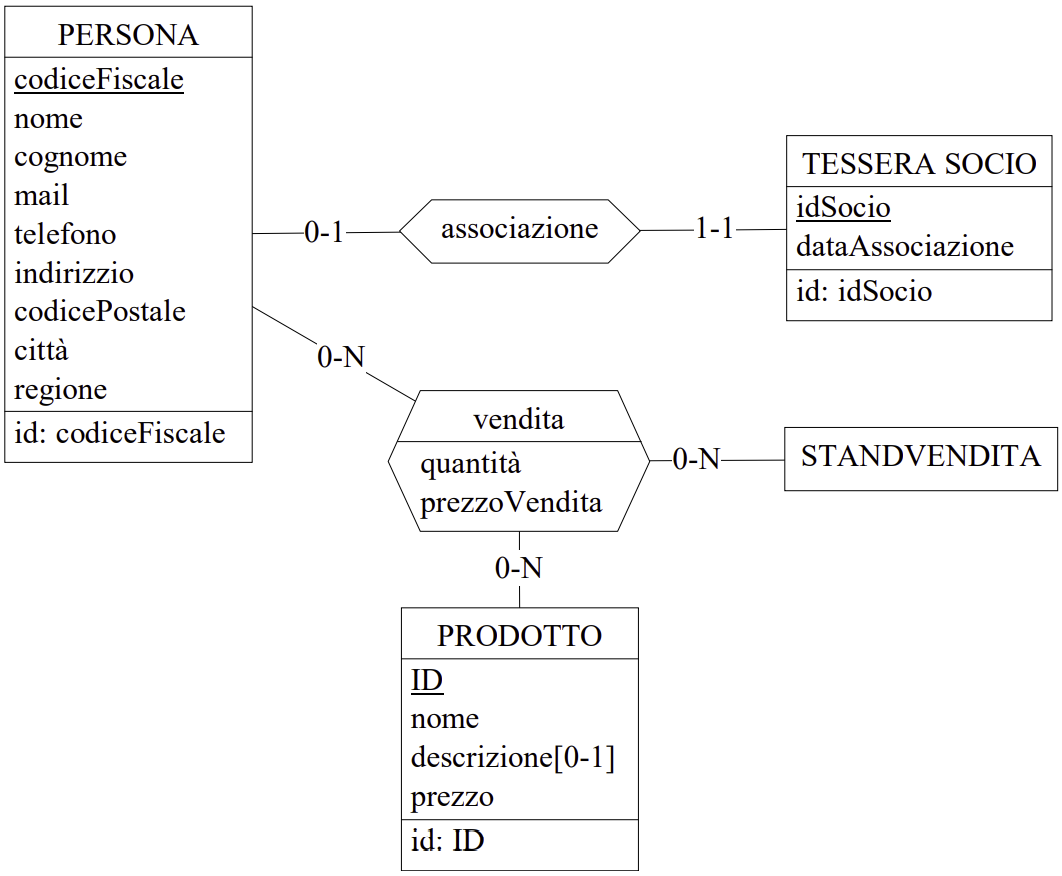 PERSONA
codiceFiscale
nome
cognome
mail
telefono
indirizzio
codicePostale
città
regione
id: codiceFiscale
0-1
associazione
1-1
TESSERA SOCIO
idSocio
dataAssociazione
id: idSocio
0-N
vendita
quantità
prezzoVendita
0-N
STANDVENDITA
0-N
PRODOTTO
ID
nome
descrizione[0-1]
prezzo
id: ID